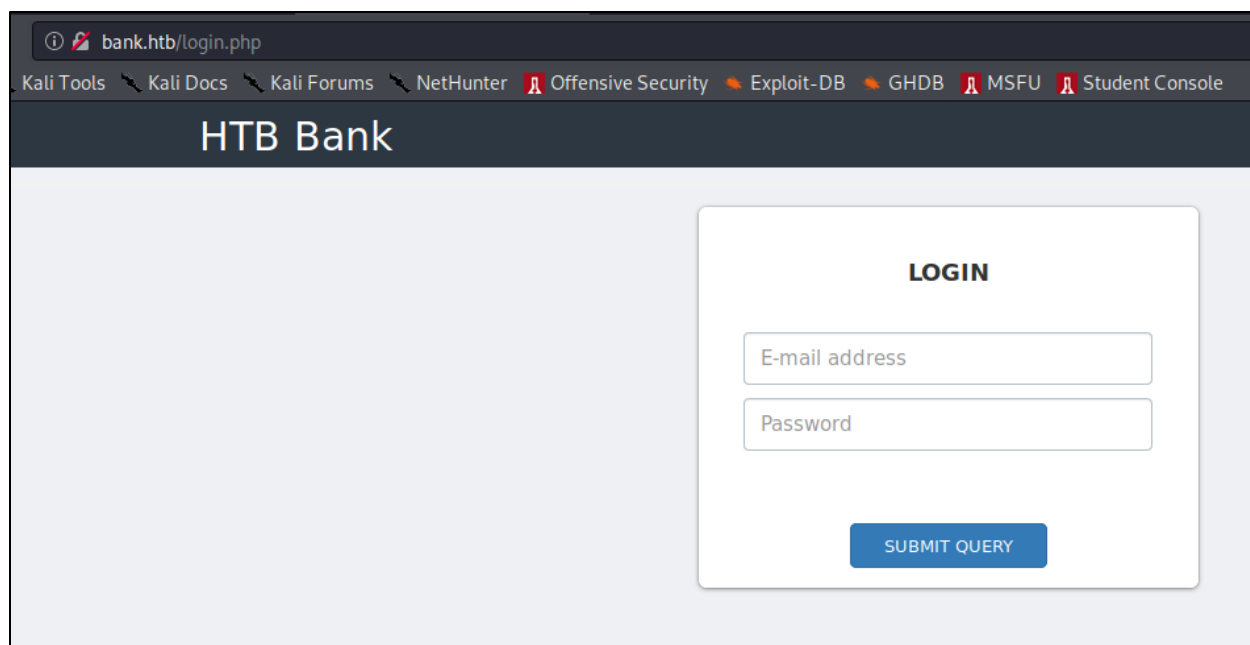 bank.htb/login.php
Kali Tools Kali Docs Kali Forums NetHunter Offensive Security Exploit-DB GHDB MSFU Student Console
HTB Bank
LOGIN
E-mail address
Password
SUBMIT QUERY